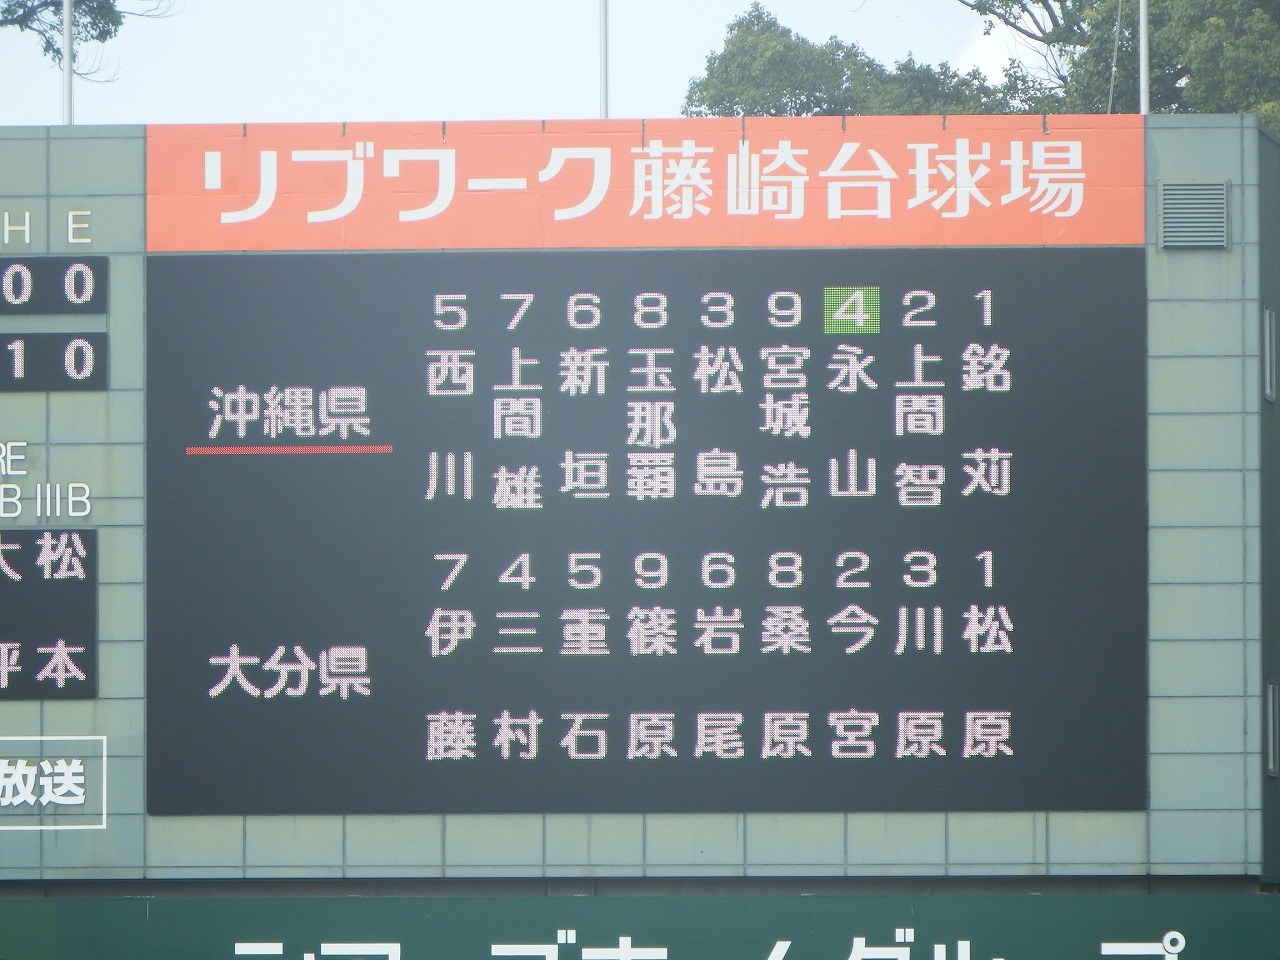 リブワーク藤崎台球場
H E
0 0
1 0
5 7 6 8 3 9 4 2 1
沖縄県 西川 上間雄 新垣 玉那覇 松島 宮城浩 永山 上間智 銘苅
7 4 5 9 6 8 2 3 1
大分県 伊藤 三村 重石 篠原 岩尾 桑原 今宮 川原 松原
RE
B IIIB
大 松
坪 本
放送